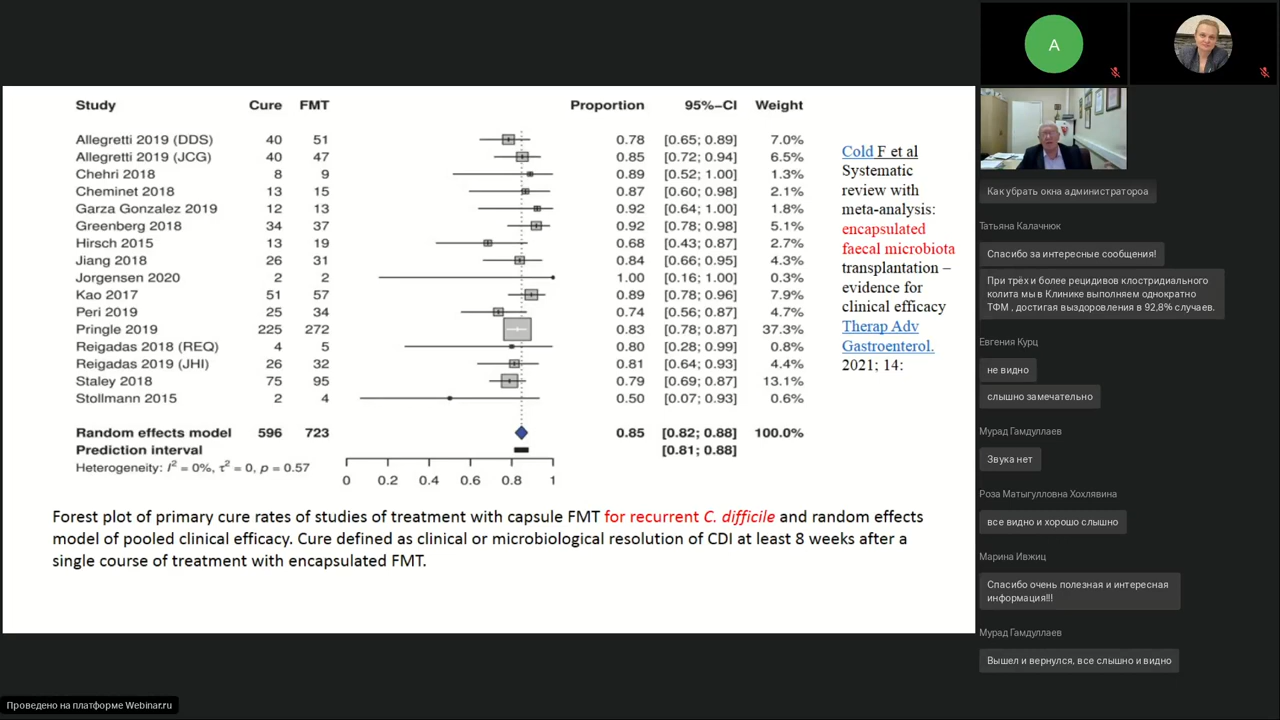 Study Cure FMT Proportion 95%-CI Weight
Allegretti 2019 (DDS) 40 51 0.78 [0.65; 0.89] 7.0%
Allegretti 2019 (JCG) 40 47 0.85 [0.72; 0.94] 6.5%
Chehri 2018 8 9 0.89 [0.52; 1.00] 1.3%
Cheminet 2018 13 15 0.87 [0.60; 0.98] 2.1%
Garza Gonzalez 2019 12 13 0.92 [0.64; 1.00] 1.8%
Greenberg 2018 34 37 0.92 [0.78; 0.98] 5.1%
Hirsch 2015 13 19 0.68 [0.43; 0.87] 2.7%
Jiang 2018 26 31 0.84 [0.66; 0.95] 4.3%
Jorgensen 2020 2 2 1.00 [0.16; 1.00] 0.3%
Kao 2017 51 57 0.89 [0.78; 0.96] 7.9%
Peri 2019 25 34 0.74 [0.56; 0.87] 4.7%
Pringle 2019 225 272 0.83 [0.78; 0.87] 37.3%
Reigadas 2018 (REQ) 4 5 0.80 [0.28; 0.99] 0.8%
Reigadas 2019 (JHI) 26 32 0.81 [0.64; 0.93] 4.4%
Staley 2018 75 95 0.79 [0.69; 0.87] 13.1%
Stollmann 2015 2 4 0.50 [0.07; 0.93] 0.6%
Random effects model 596 723 0.85 [0.82; 0.88] 100.0%
Prediction interval [0.81; 0.88]
Heterogeneity: I² = 0%, τ² = 0, p = 0.57
0 0.2 0.4 0.6 0.8 1
Cold F et al
Systematic
review with
meta-analysis:
encapsulated
faecal microbiota
transplantation –
evidence for
clinical efficacy
Therap Adv
Gastroenterol.
2021; 14:
Forest plot of primary cure rates of studies of treatment with capsule FMT for recurrent C. difficile and random effects
model of pooled clinical efficacy. Cure defined as clinical or microbiological resolution of CDI at least 8 weeks after a
single course of treatment with encapsulated FMT.
A
Как убрать окна администратороа
Татьяна Калачнюк
Спасибо за интересные сообщения!
При трёх и более рецидивов клостридиального
колита мы в Клинике выполняем однократно
ТФМ , достигая выздоровления в 92,8% случаев.
Евгения Курц
не видно
слышно замечательно
Мурад Гамдуллаев
Звука нет
Роза Матыгулловна Хохлявина
все видно и хорошо слышно
Марина Ивжиц
Спасибо очень полезная и интересная
информация!!!
Мурад Гамдуллаев
Вышел и вернулся, все слышно и видно
Проведено на платформе Webinar.ru